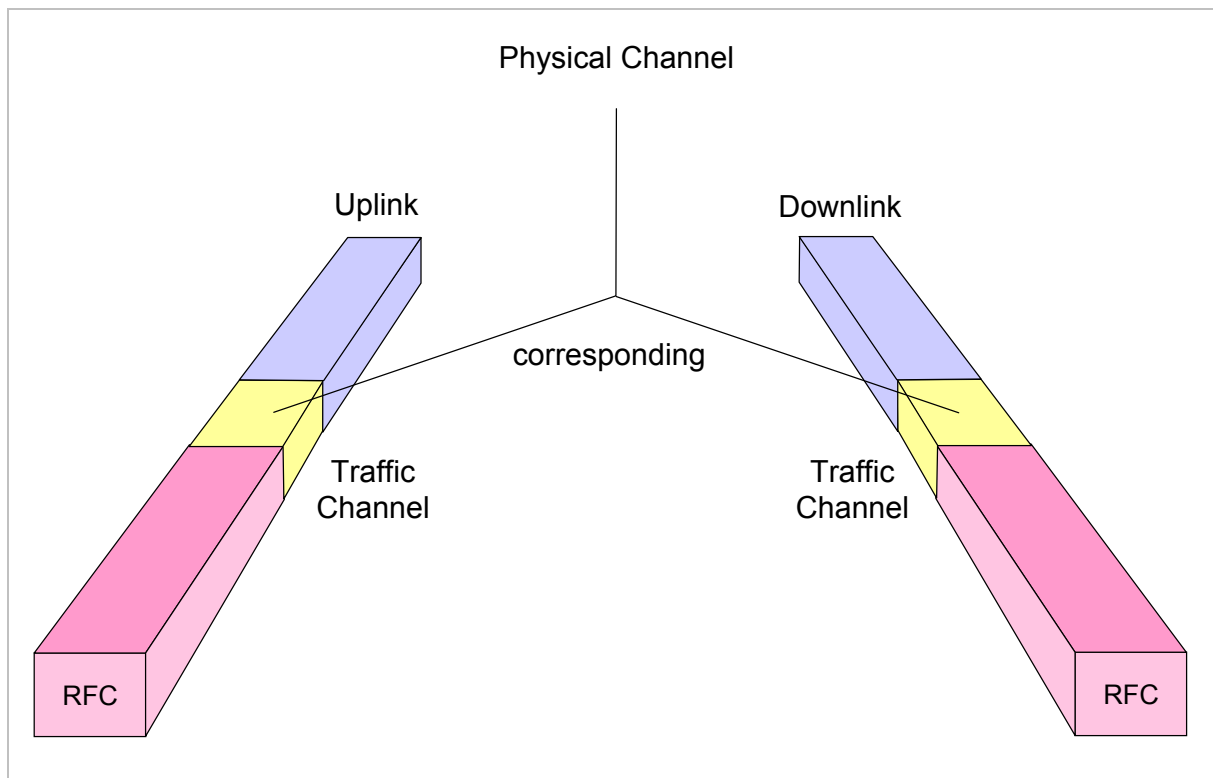 Physical Channel
Uplink
Downlink
corresponding
Traffic
Channel
Traffic
Channel
RFC
RFC